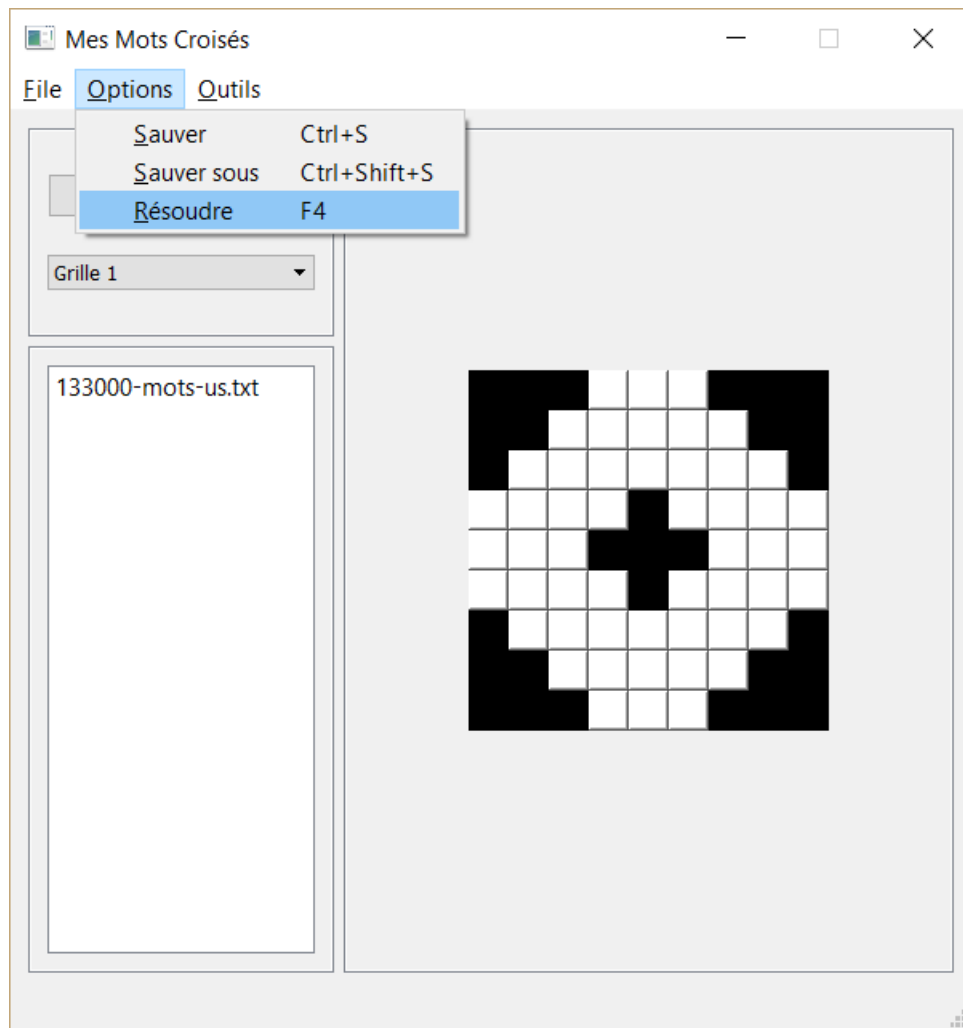 Mes Mots Croisés
File Options Outils
Sauver Ctrl+S
Sauver sous Ctrl+Shift+S
Résoudre F4
Grille 1
133000-mots-us.txt